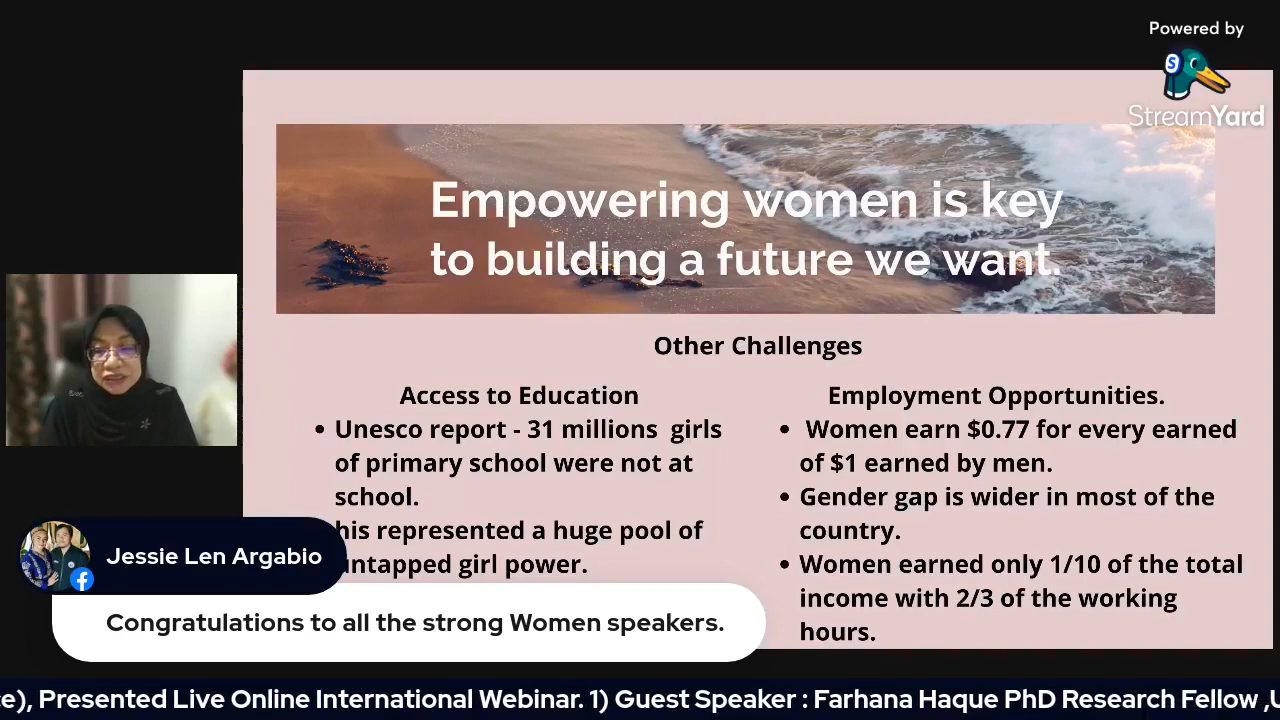 Powered by
StreamYard
Empowering women is key
to building a future we want.
Other Challenges
Access to Education
• Unesco report - 31 millions girls
of primary school were not at
school.
his represented a huge pool of
untapped girl power.
Employment Opportunities.
• Women earn $0.77 for every earned
of $1 earned by men.
• Gender gap is wider in most of the
country.
• Women earned only 1/10 of the total
income with 2/3 of the working
hours.
Jessie Len Argabio
Congratulations to all the strong Women speakers.
e), Presented Live Online International Webinar. 1) Guest Speaker : Farhana Haque PhD Research Fellow ,U